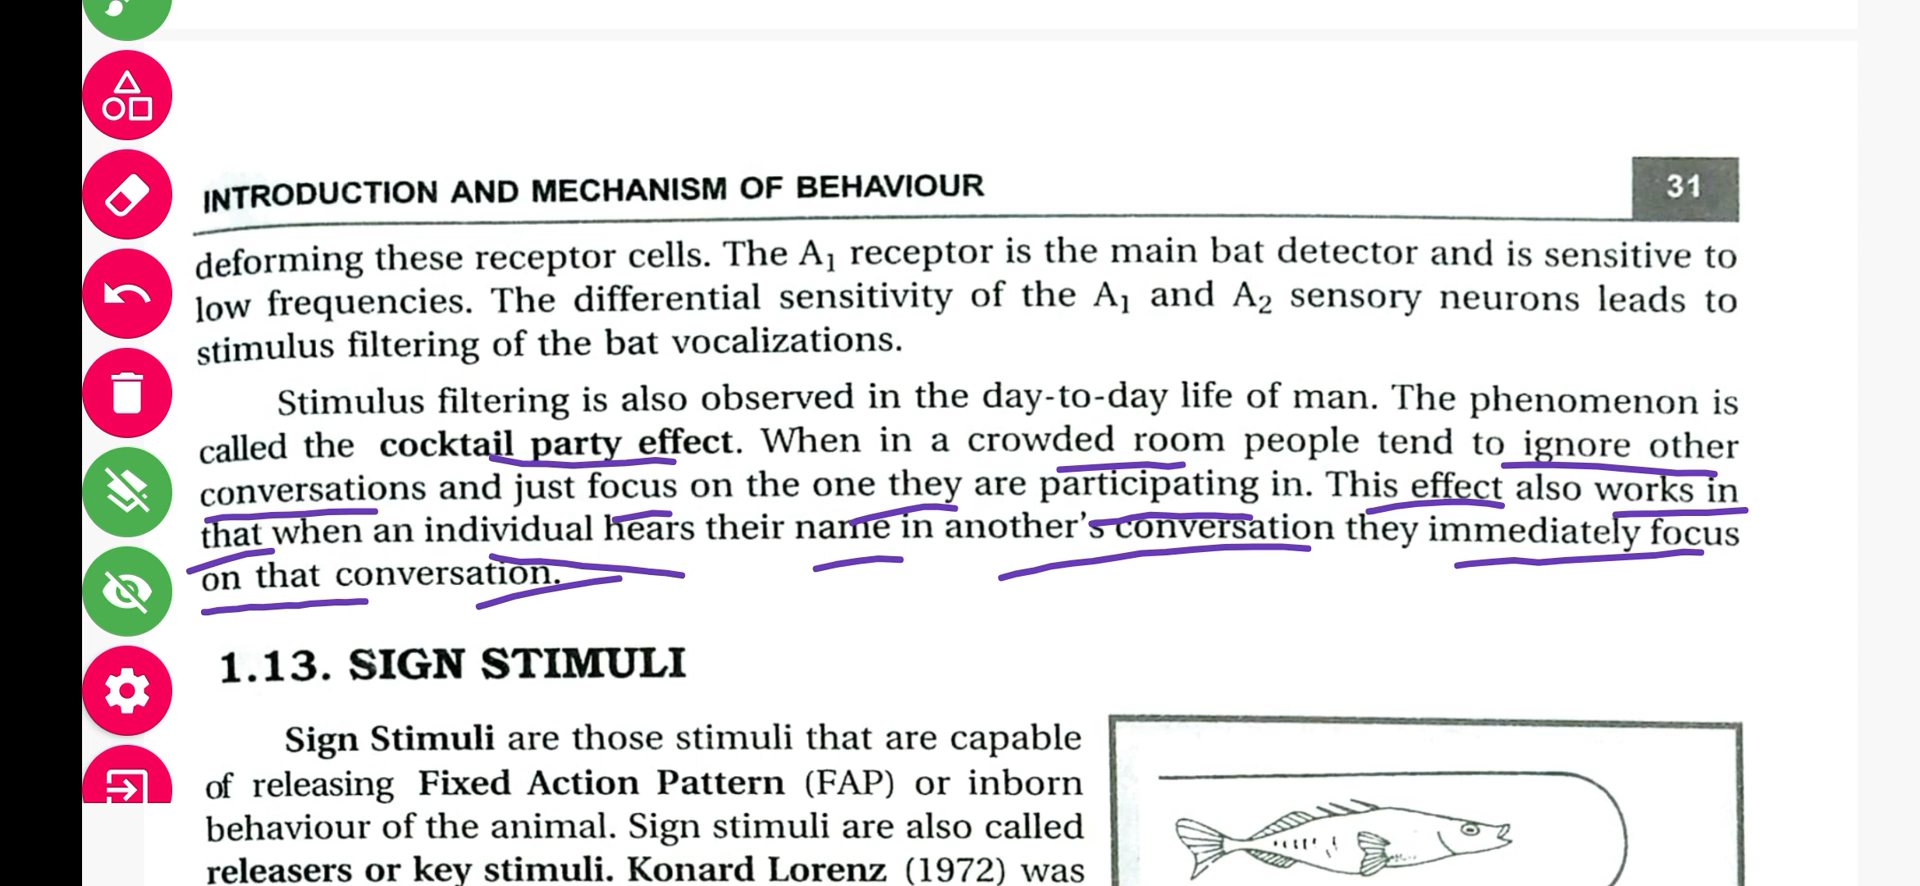 INTRODUCTION AND MECHANISM OF BEHAVIOUR
31
deforming these receptor cells. The A₁ receptor is the main bat detector and is sensitive to
low frequencies. The differential sensitivity of the A₁ and A₂ sensory neurons leads to
stimulus filtering of the bat vocalizations.
Stimulus filtering is also observed in the day-to-day life of man. The phenomenon is
called the cocktail party effect. When in a crowded room people tend to ignore other
conversations and just focus on the one they are participating in. This effect also works in
that when an individual hears their name in another's conversation they immediately focus
on that conversation.
1.13. SIGN STIMULI
Sign Stimuli are those stimuli that are capable
of releasing Fixed Action Pattern (FAP) or inborn
behaviour of the animal. Sign stimuli are also called
releasers or key stimuli. Konard Lorenz (1972) was